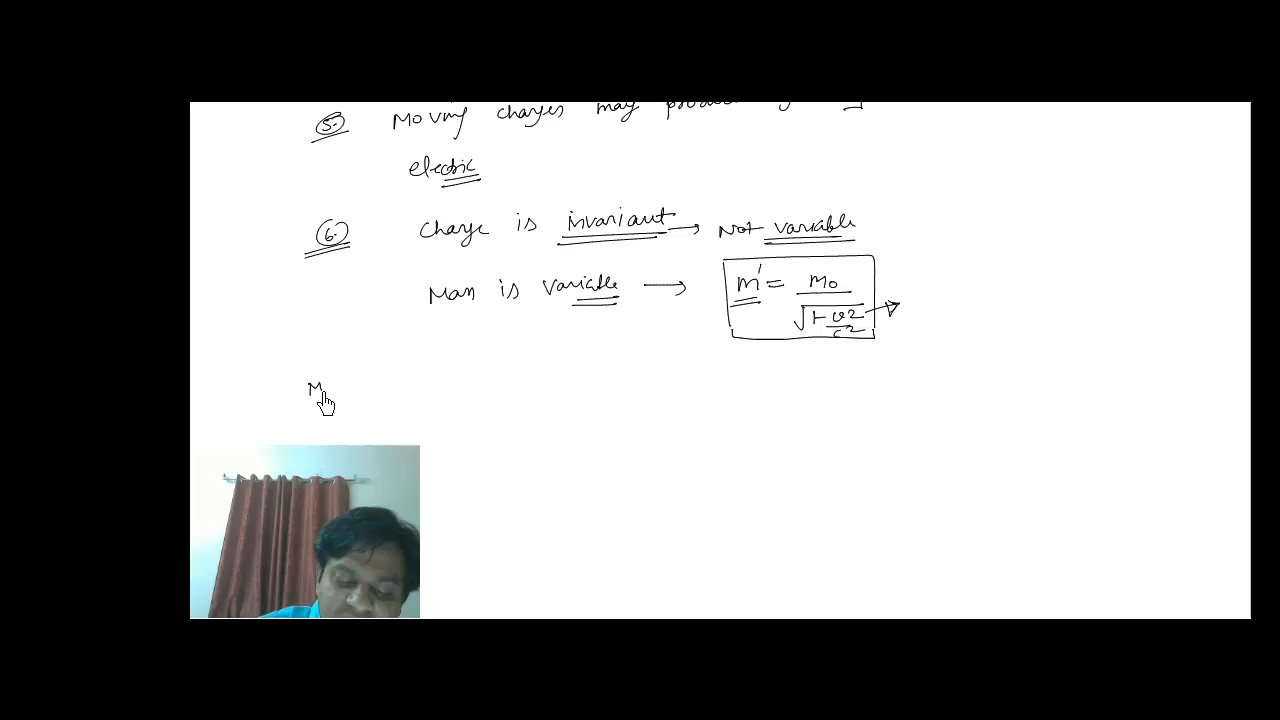 5. Moving charges may
electric
6. Charge is invariant → Not variable
Mass is variable → m' = m0 / √1-v2/c2
M